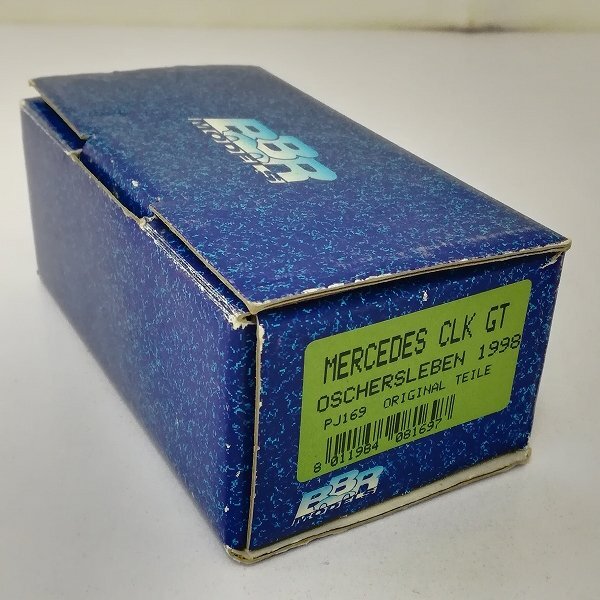 BBR
MODELS
MERCEDES CLK GT
OSCHERSLEBEN 1998
PJ169 ORIGINAL TEILE
8 011984 081697
BBR
MODELS